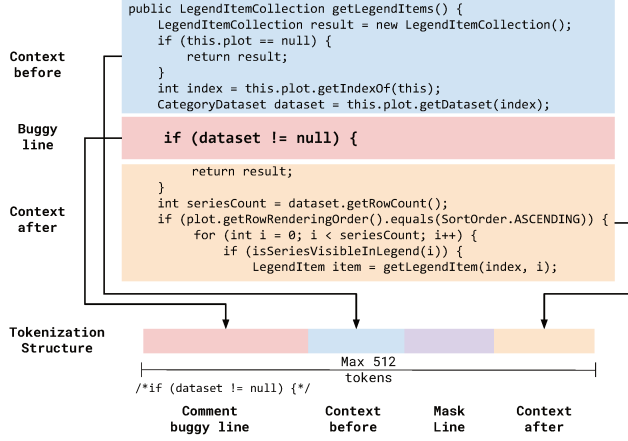 public LegendItemCollection getLegendItems() {
LegendItemCollection result = new LegendItemCollection();
if (this.plot == null) {
return result;
}
int index = this.plot.getIndexOf(this);
CategoryDataset dataset = this.plot.getDataset(index);
Context
before
Buggy
line
if (dataset != null) {
return result;
}
int seriesCount = dataset.getRowCount();
if (plot.getRowRenderingOrder().equals(SortOrder.ASCENDING)) {
for (int i = 0; i < seriesCount; i++) {
if (isSeriesVisibleInLegend(i)) {
LegendItem item = getLegendItem(index, i);
Context
after
Tokenization
Structure
Max 512
tokens
/*if (dataset != null) {*/
Comment
buggy line
Context
before
Mask
Line
Context
after